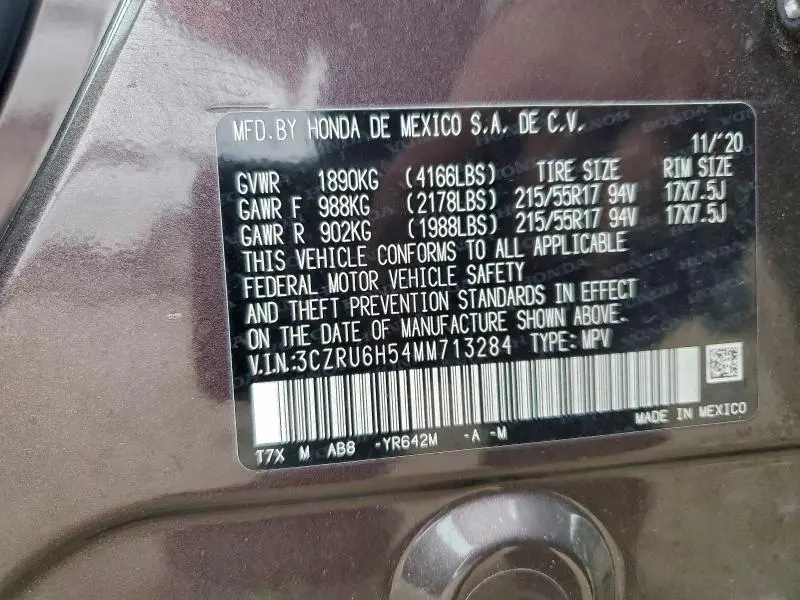 MFD.BY HONDA DE MEXICO S.A. DE C.V.
11/'20
GVWR 1890KG (4166LBS) TIRE SIZE RIM SIZE
GAWR F 988KG (2178LBS) 215/55R17 94V 17X7.5J
GAWR R 902KG (1988LBS) 215/55R17 94V 17X7.5J
THIS VEHICLE CONFORMS TO ALL APPLICABLE
FEDERAL MOTOR VEHICLE SAFETY
AND THEFT PREVENTION STANDARDS IN EFFECT
ON THE DATE OF MANUFACTURE SHOWN ABOVE.
V.I.N:3CZRU6H54MM713284 TYPE: MPV
MADE IN MEXICO
T7X M AB8 -YR642M -A -M